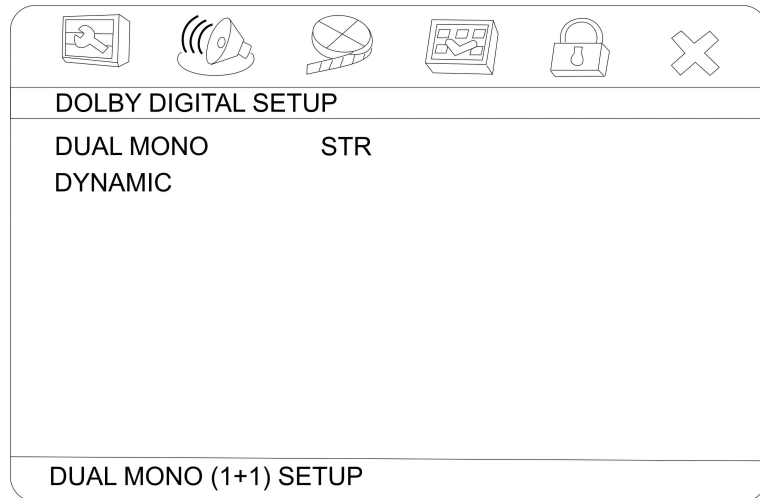 DOLBY DIGITAL SETUP
DUAL MONO STR
DYNAMIC
DUAL MONO (1+1) SETUP